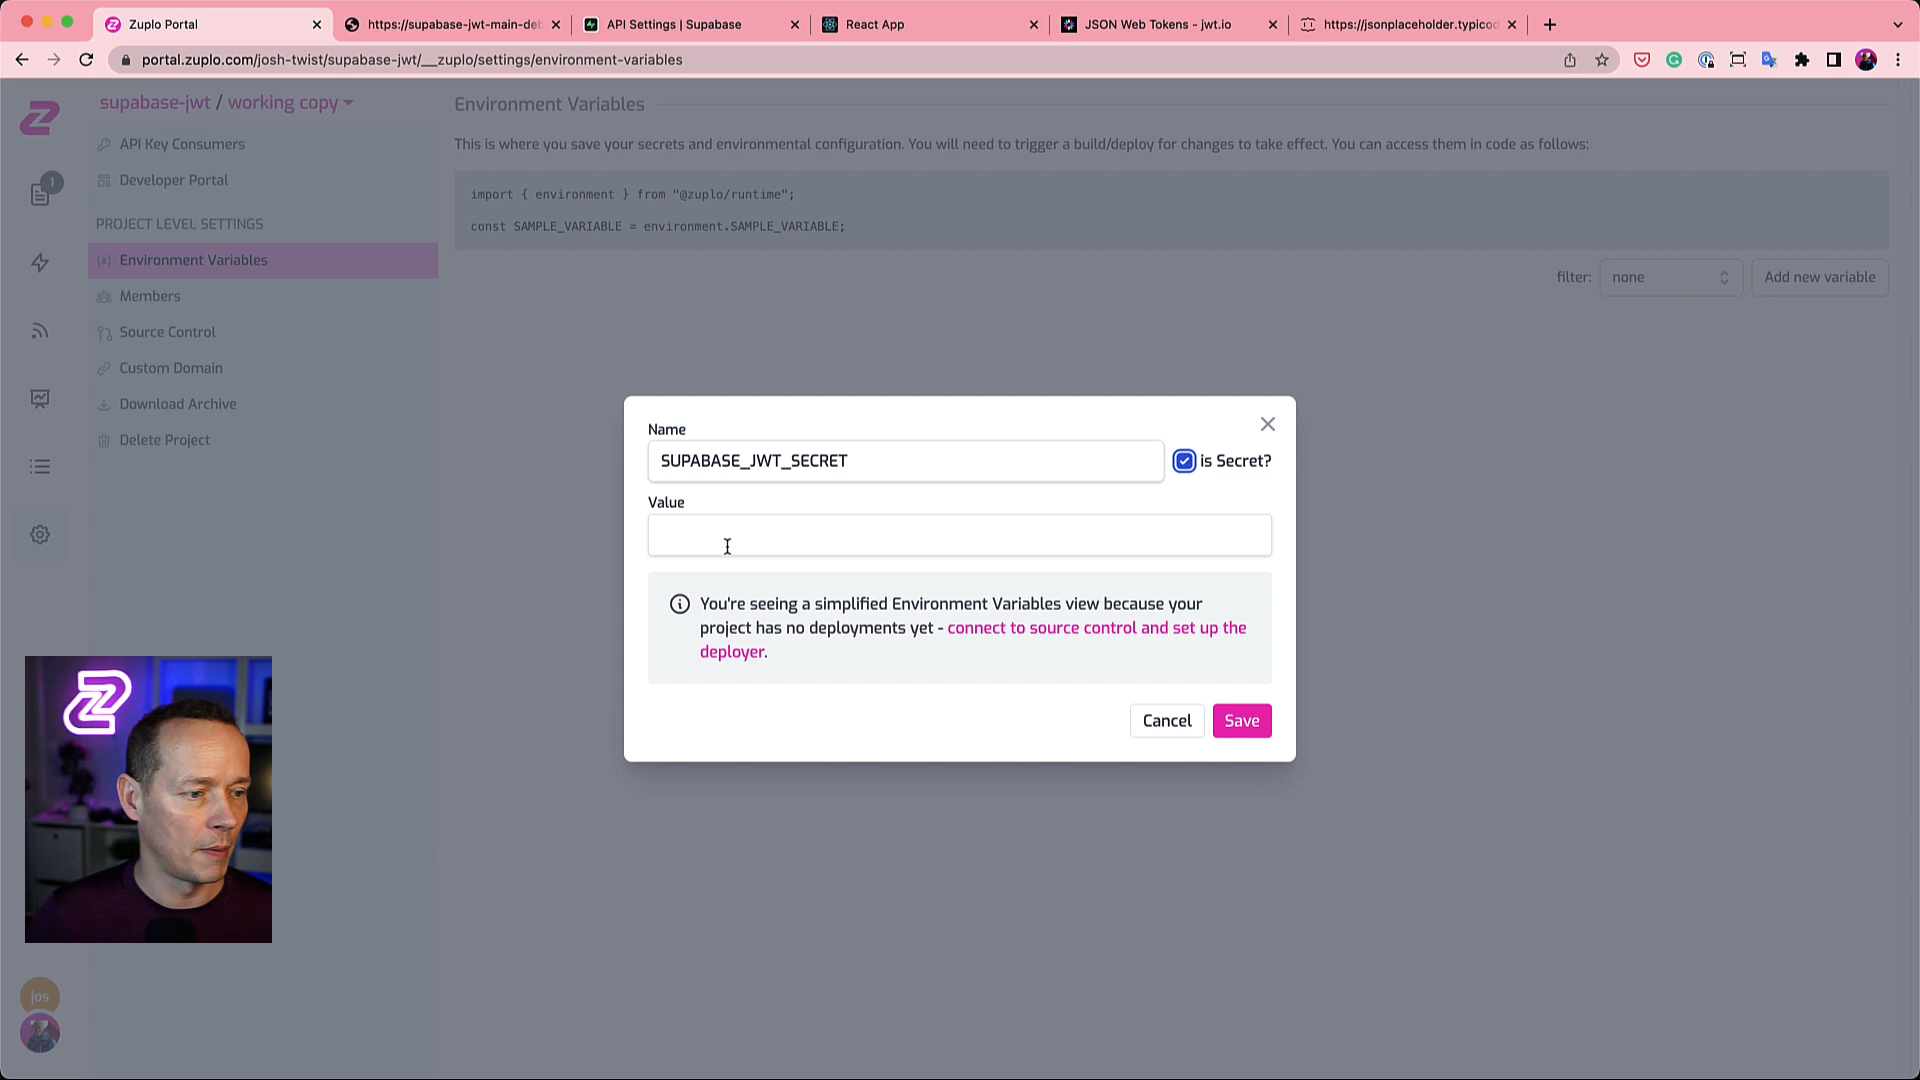 Zuplo Portal
https://supabase-jwt-main-deb
API Settings | Supabase
React App
JSON Web Tokens - jwt.io
https://jsonplaceholder.typicod
portal.zuplo.com/josh-twist/supabase-jwt/__zuplo/settings/environment-variables
supabase-jwt / working copy
1
API Key Consumers
Developer Portal
PROJECT LEVEL SETTINGS
Environment Variables
Members
Source Control
Custom Domain
Download Archive
Delete Project
Environment Variables
This is where you save your secrets and environmental configuration. You will need to trigger a build/deploy for changes to take effect. You can access them in code as follows:
import { environment } from "@zuplo/runtime";
const SAMPLE_VARIABLE = environment.SAMPLE_VARIABLE;
filter:
none
Add new variable
Name
SUPABASE_JWT_SECRET
is Secret?
Value
You're seeing a simplified Environment Variables view because your
project has no deployments yet - connect to source control and set up the
deployer.
Cancel
Save
jos